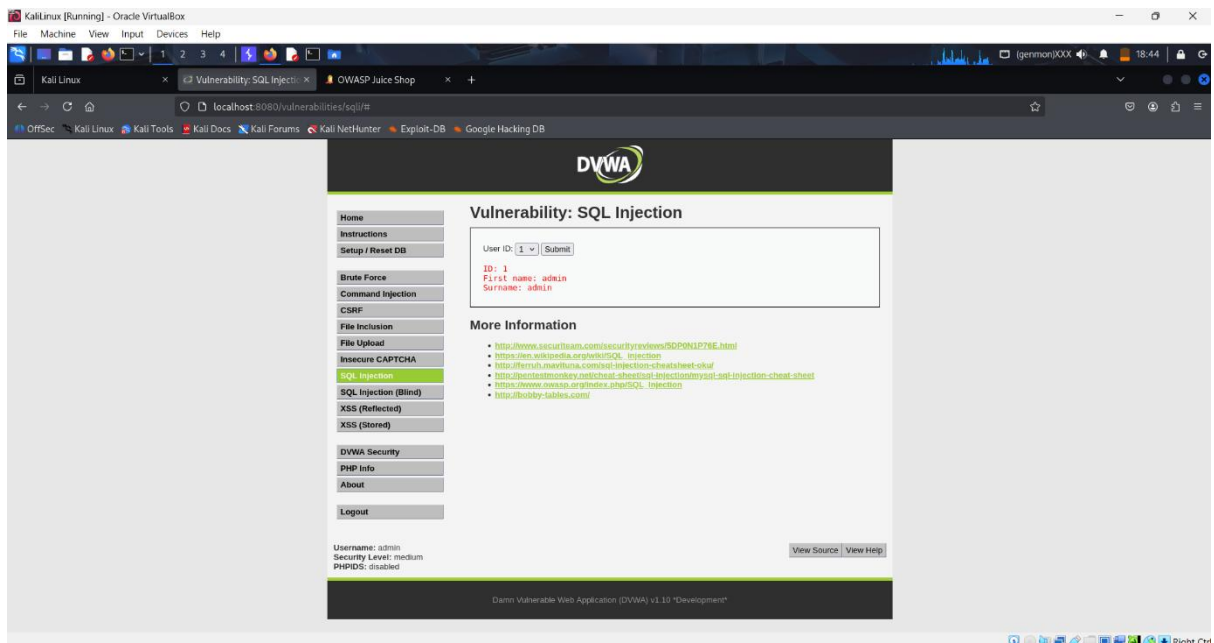 KaliLinux [Running] - Oracle VirtualBox
File Machine View Input Devices Help
1 2 3 4 (genmon)XXX 18:44
Kali Linux Vulnerability: SQL Injectio OWASP Juice Shop
localhost:8080/vulnerabilities/sqli/#
OffSec Kali Linux Kali Tools Kali Docs Kali Forums Kali NetHunter Exploit-DB Google Hacking DB
DVWA
Home
Instructions
Setup / Reset DB
Brute Force
Command Injection
CSRF
File Inclusion
File Upload
Insecure CAPTCHA
SQL Injection
SQL Injection (Blind)
XSS (Reflected)
XSS (Stored)
DVWA Security
PHP Info
About
Logout
Vulnerability: SQL Injection
User ID: 1 Submit
ID: 1
First name: admin
Surname: admin
More Information
http://www.securiteam.com/securityreviews/5DP0N1P76E.html
https://en.wikipedia.org/wiki/SQL_injection
http://ferruh.mavituna.com/sql-injection-cheatsheet-oku/
http://pentestmonkey.net/cheat-sheet/sql-injection/mysql-sql-injection-cheat-sheet
https://www.owasp.org/index.php/SQL_Injection
http://bobby-tables.com/
Username: admin
Security Level: medium
PHPIDS: disabled
View Source View Help
Damn Vulnerable Web Application (DVWA) v1.10 *Development*
Right Ctrl